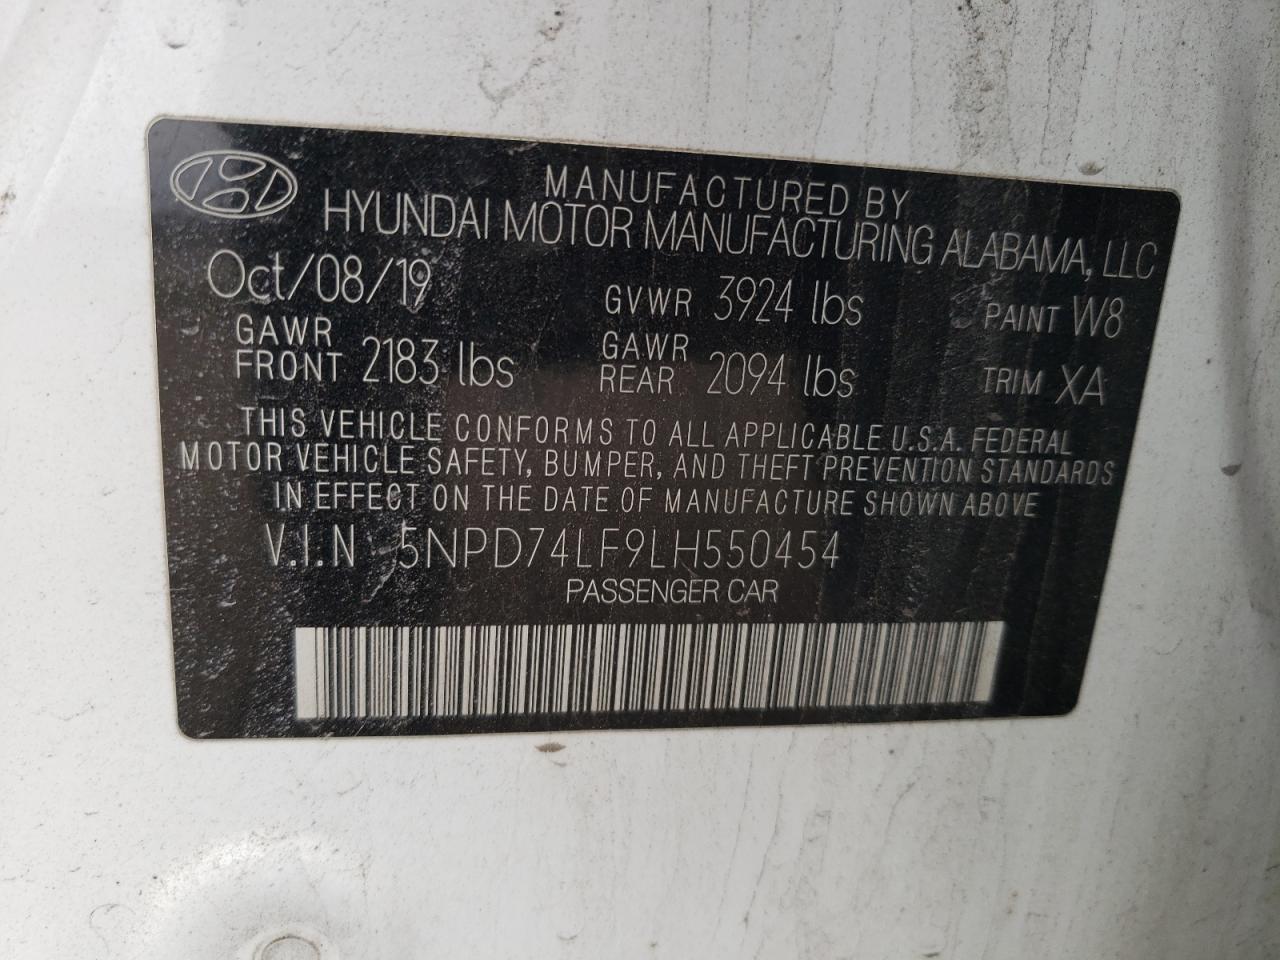 MANUFACTURED BY
HYUNDAI MOTOR MANUFACTURING ALABAMA, LLC
Oct/08/19 GVWR 3924 lbs PAINT W8
GAWR FRONT 2183 lbs GAWR REAR 2094 lbs TRIM XA
THIS VEHICLE CONFORMS TO ALL APPLICABLE U.S.A. FEDERAL
MOTOR VEHICLE SAFETY, BUMPER, AND THEFT PREVENTION STANDARDS
IN EFFECT ON THE DATE OF MANUFACTURE SHOWN ABOVE
V.I.N 5NPD74LF9LH550454
PASSENGER CAR